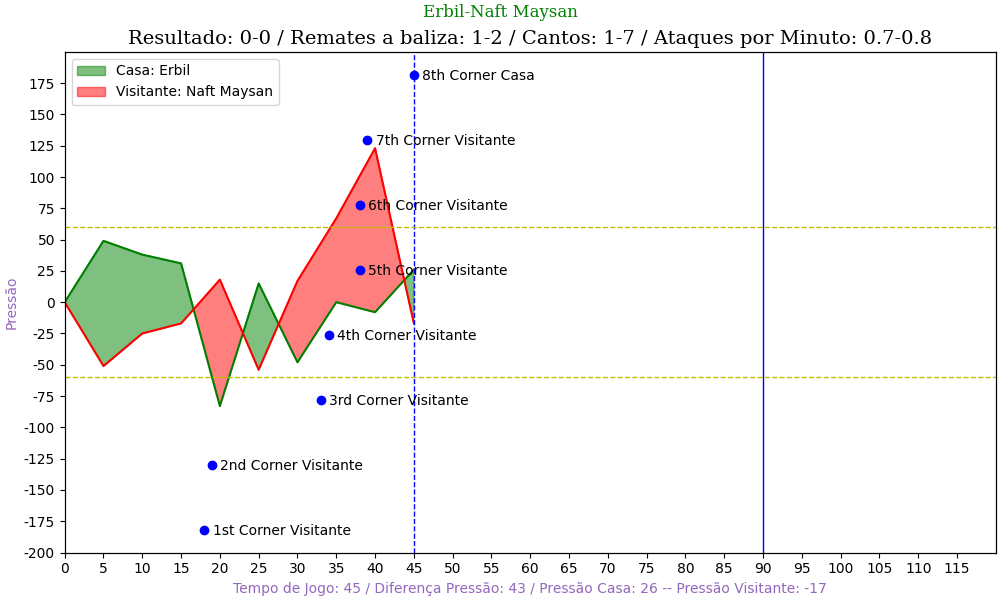 Erbil-Naft Maysan
Resultado: 0-0 / Remates a baliza: 1-2 / Cantos: 1-7 / Ataques por Minuto: 0.7-0.8
Casa: Erbil
Visitante: Naft Maysan
8th Corner Casa
7th Corner Visitante
6th Corner Visitante
5th Corner Visitante
4th Corner Visitante
3rd Corner Visitante
2nd Corner Visitante
1st Corner Visitante
Pressão
175
150
125
100
75
50
25
0
-25
-50
-75
-100
-125
-150
-175
-200
0 5 10 15 20 25 30 35 40 45 50 55 60 65 70 75 80 85 90 95 100 105 110 115
Tempo de Jogo: 45 / Diferença Pressão: 43 / Pressão Casa: 26 -- Pressão Visitante: -17